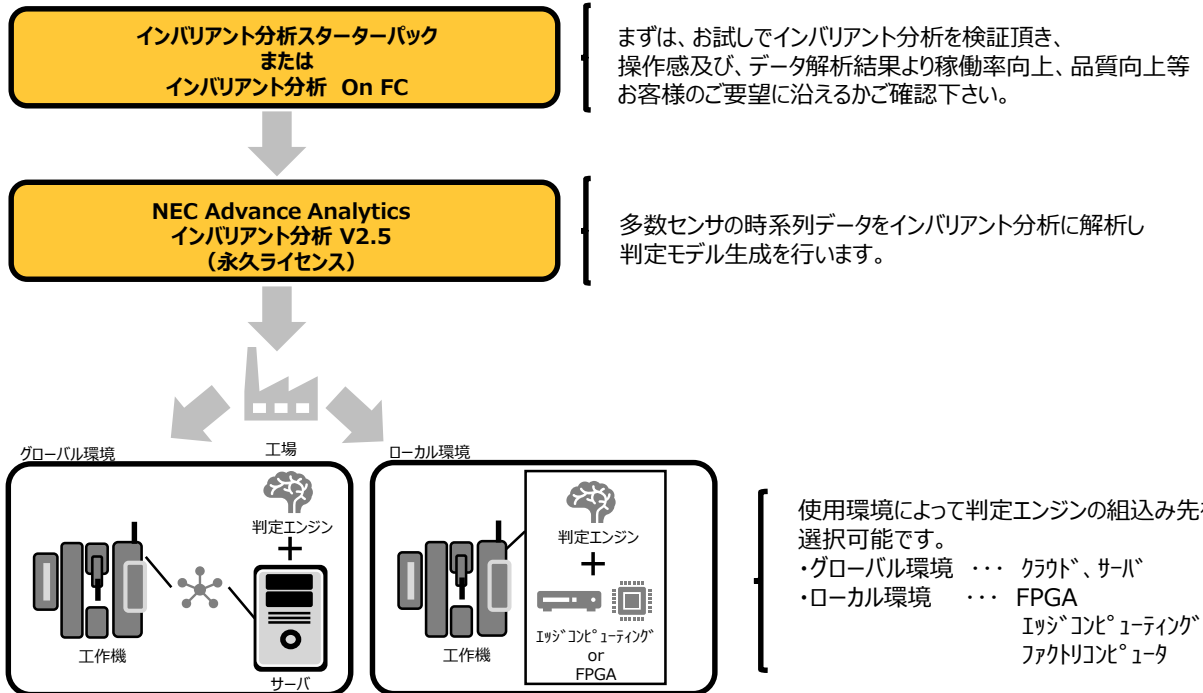 インバリアント分析スターターパック
または
インバリアント分析 On FC
まずは、お試しでインバリアント分析を検証頂き、
操作感及び、データ解析結果より稼働率向上、品質向上等
お客様のご要望に沿えるかご確認下さい。
NEC Advance Analytics
インバリアント分析 V2.5
（永久ライセンス）
多数センサの時系列データをインバリアント分析に解析し
判定モデル生成を行います。
工場
グローバル環境
判定エンジン
工作機
サーバ
ローカル環境
判定エンジン
ｴｯｼﾞｺﾝﾋﾟｭｰﾃｨﾝｸﾞ
or
FPGA
工作機
使用環境によって判定エンジンの組込み先を
選択可能です。
・グローバル環境 ・・・ ｸﾗｳﾄﾞ、ｻｰﾊﾞ
・ローカル環境 ・・・ FPGA
ｴｯｼﾞｺﾝﾋﾟｭｰﾃｨﾝｸﾞ
ﾌｧｸﾄﾘｺﾝﾋﾟｭｰﾀ